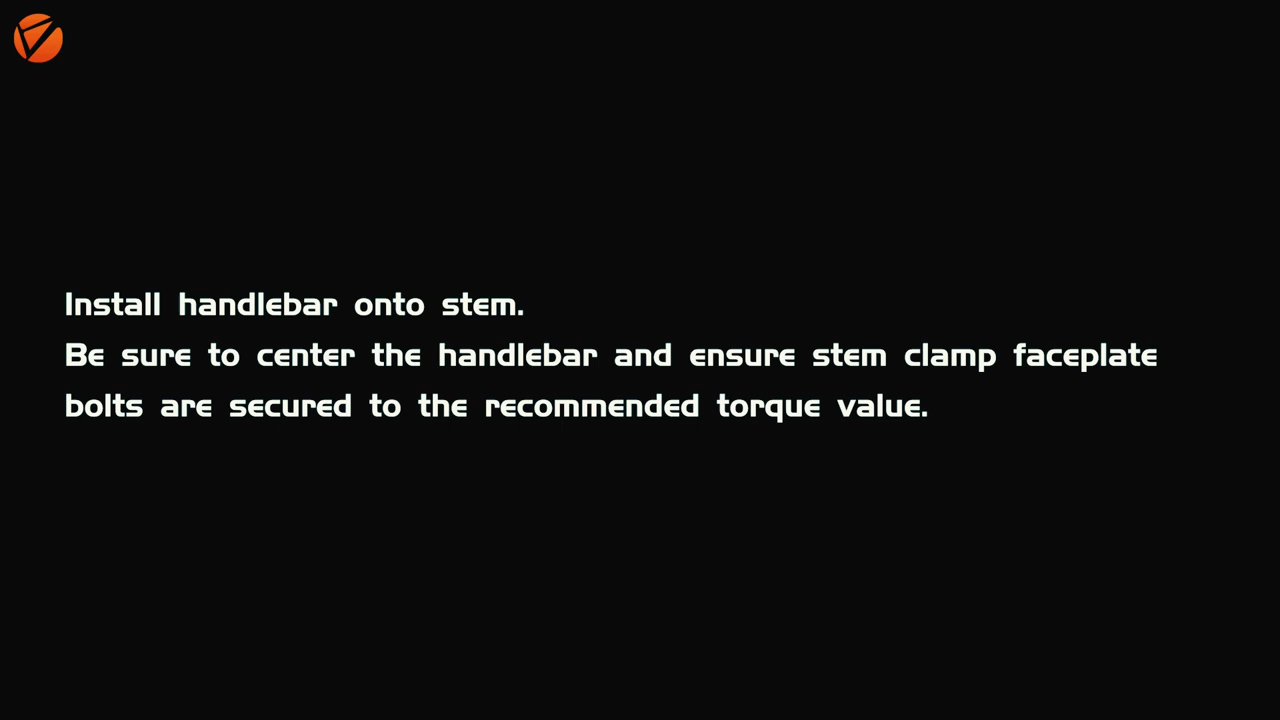 Install handlebar onto stem.
Be sure to center the handlebar and ensure stem clamp faceplate
bolts are secured to the recommended torque value.